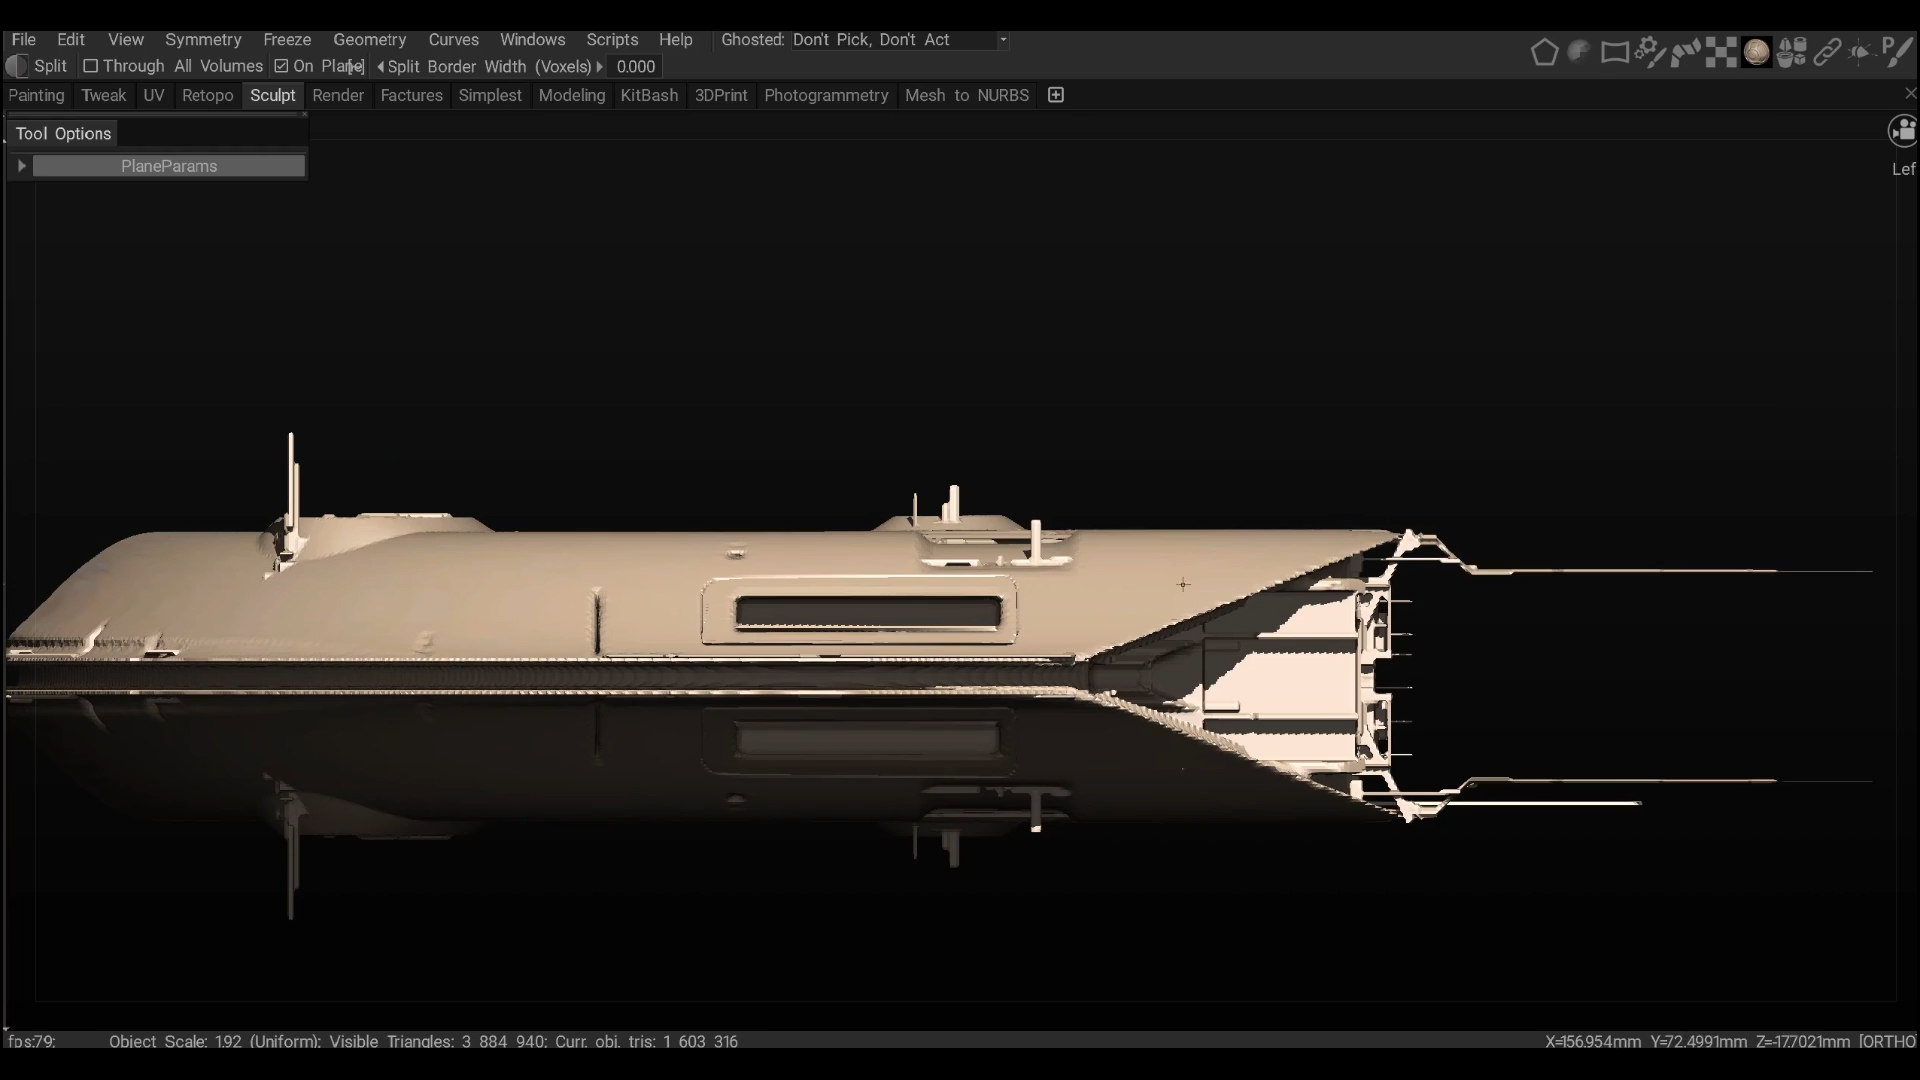 File Edit View Symmetry Freeze Geometry Curves Windows Scripts Help Ghosted: Don't Pick, Don't Act
Split Through All Volumes On Plane Split Border Width (Voxels) 0.000
Painting Tweak UV Retopo Sculpt Render Factures Simplest Modeling KitBash 3DPrint Photogrammetry Mesh to NURBS
Tool Options
PlaneParams
Lef
fps:79; Object Scale: 1.92 (Uniform); Visible Triangles: 3 884 940; Curr. obj. tris: 1 603 316 X=156.954mm Y=72.4991mm Z=-17.7021mm [ORTHO